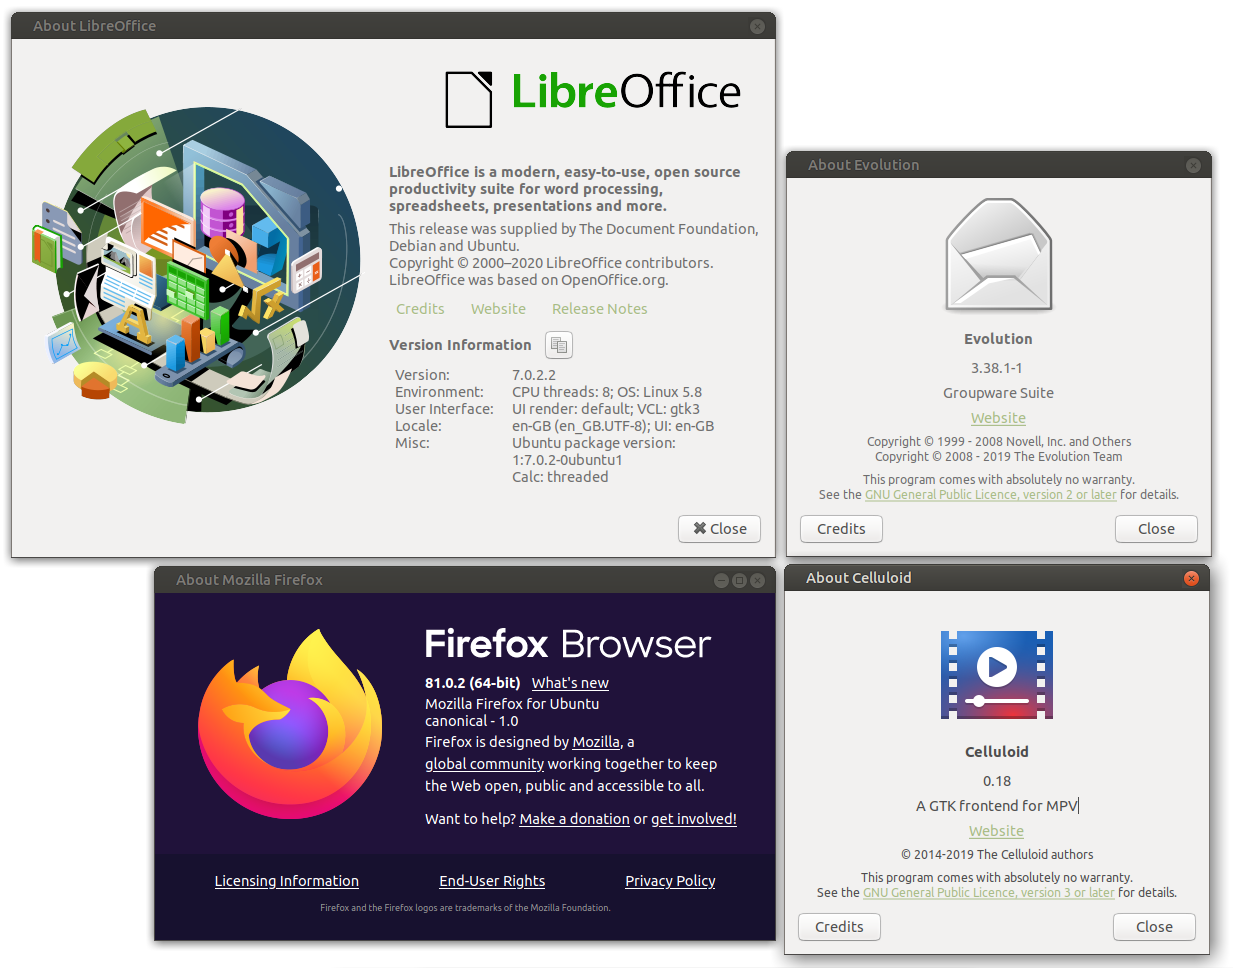 About LibreOffice
LibreOffice
LibreOffice is a modern, easy-to-use, open source
productivity suite for word processing,
spreadsheets, presentations and more.
This release was supplied by The Document Foundation,
Debian and Ubuntu.
Copyright © 2000–2020 LibreOffice contributors.
LibreOffice was based on OpenOffice.org.
Credits Website Release Notes
Version Information
Version: 7.0.2.2
Environment: CPU threads: 8; OS: Linux 5.8
User Interface: UI render: default; VCL: gtk3
Locale: en-GB (en_GB.UTF-8); UI: en-GB
Misc: Ubuntu package version:
1:7.0.2-0ubuntu1
Calc: threaded
Close
About Evolution
Evolution
3.38.1-1
Groupware Suite
Website
Copyright © 1999 - 2008 Novell, Inc. and Others
Copyright © 2008 - 2019 The Evolution Team
This program comes with absolutely no warranty.
See the GNU General Public Licence, version 2 or later for details.
Credits Close
About Mozilla Firefox
Firefox Browser
81.0.2 (64-bit) What's new
Mozilla Firefox for Ubuntu
canonical - 1.0
Firefox is designed by Mozilla, a
global community working together to keep
the Web open, public and accessible to all.
Want to help? Make a donation or get involved!
Licensing Information End-User Rights Privacy Policy
Firefox and the Firefox logos are trademarks of the Mozilla Foundation.
About Celluloid
Celluloid
0.18
A GTK frontend for MPV
Website
© 2014-2019 The Celluloid authors
This program comes with absolutely no warranty.
See the GNU General Public Licence, version 3 or later for details.
Credits Close